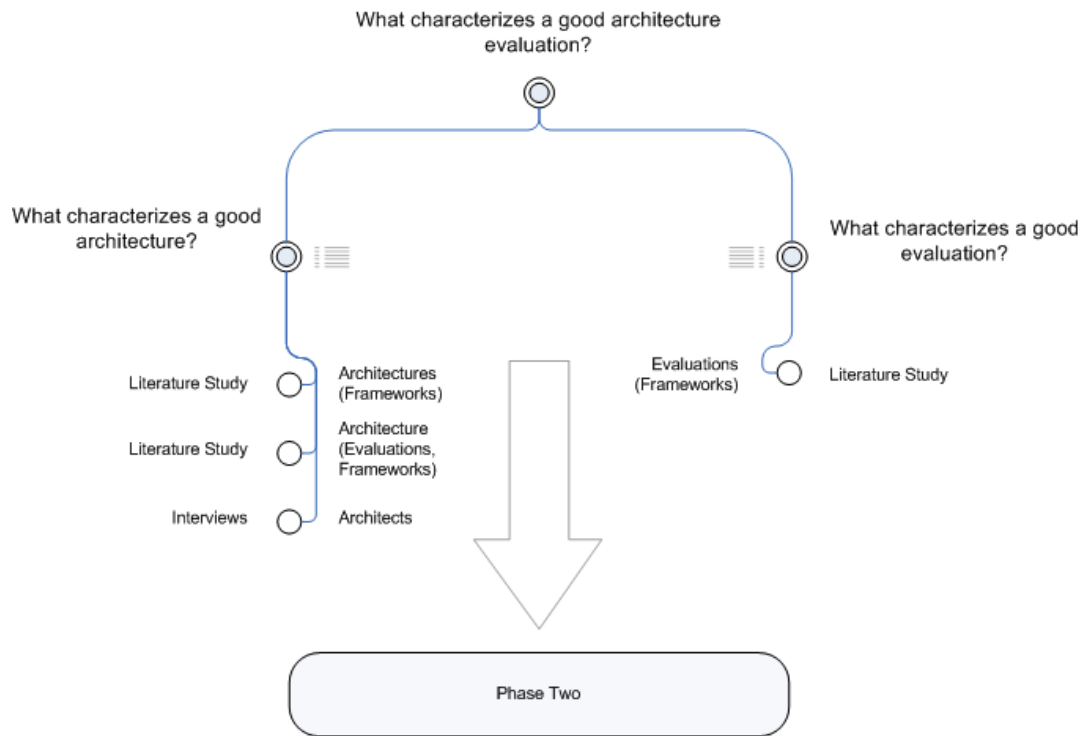 What characterizes a good architecture
evaluation?
What characterizes a good
architecture?
What characterizes a good
evaluation?
Literature Study
Architectures
(Frameworks)
Literature Study
Architecture
(Evaluations,
Frameworks)
Interviews
Architects
Evaluations
(Frameworks)
Literature Study
Phase Two